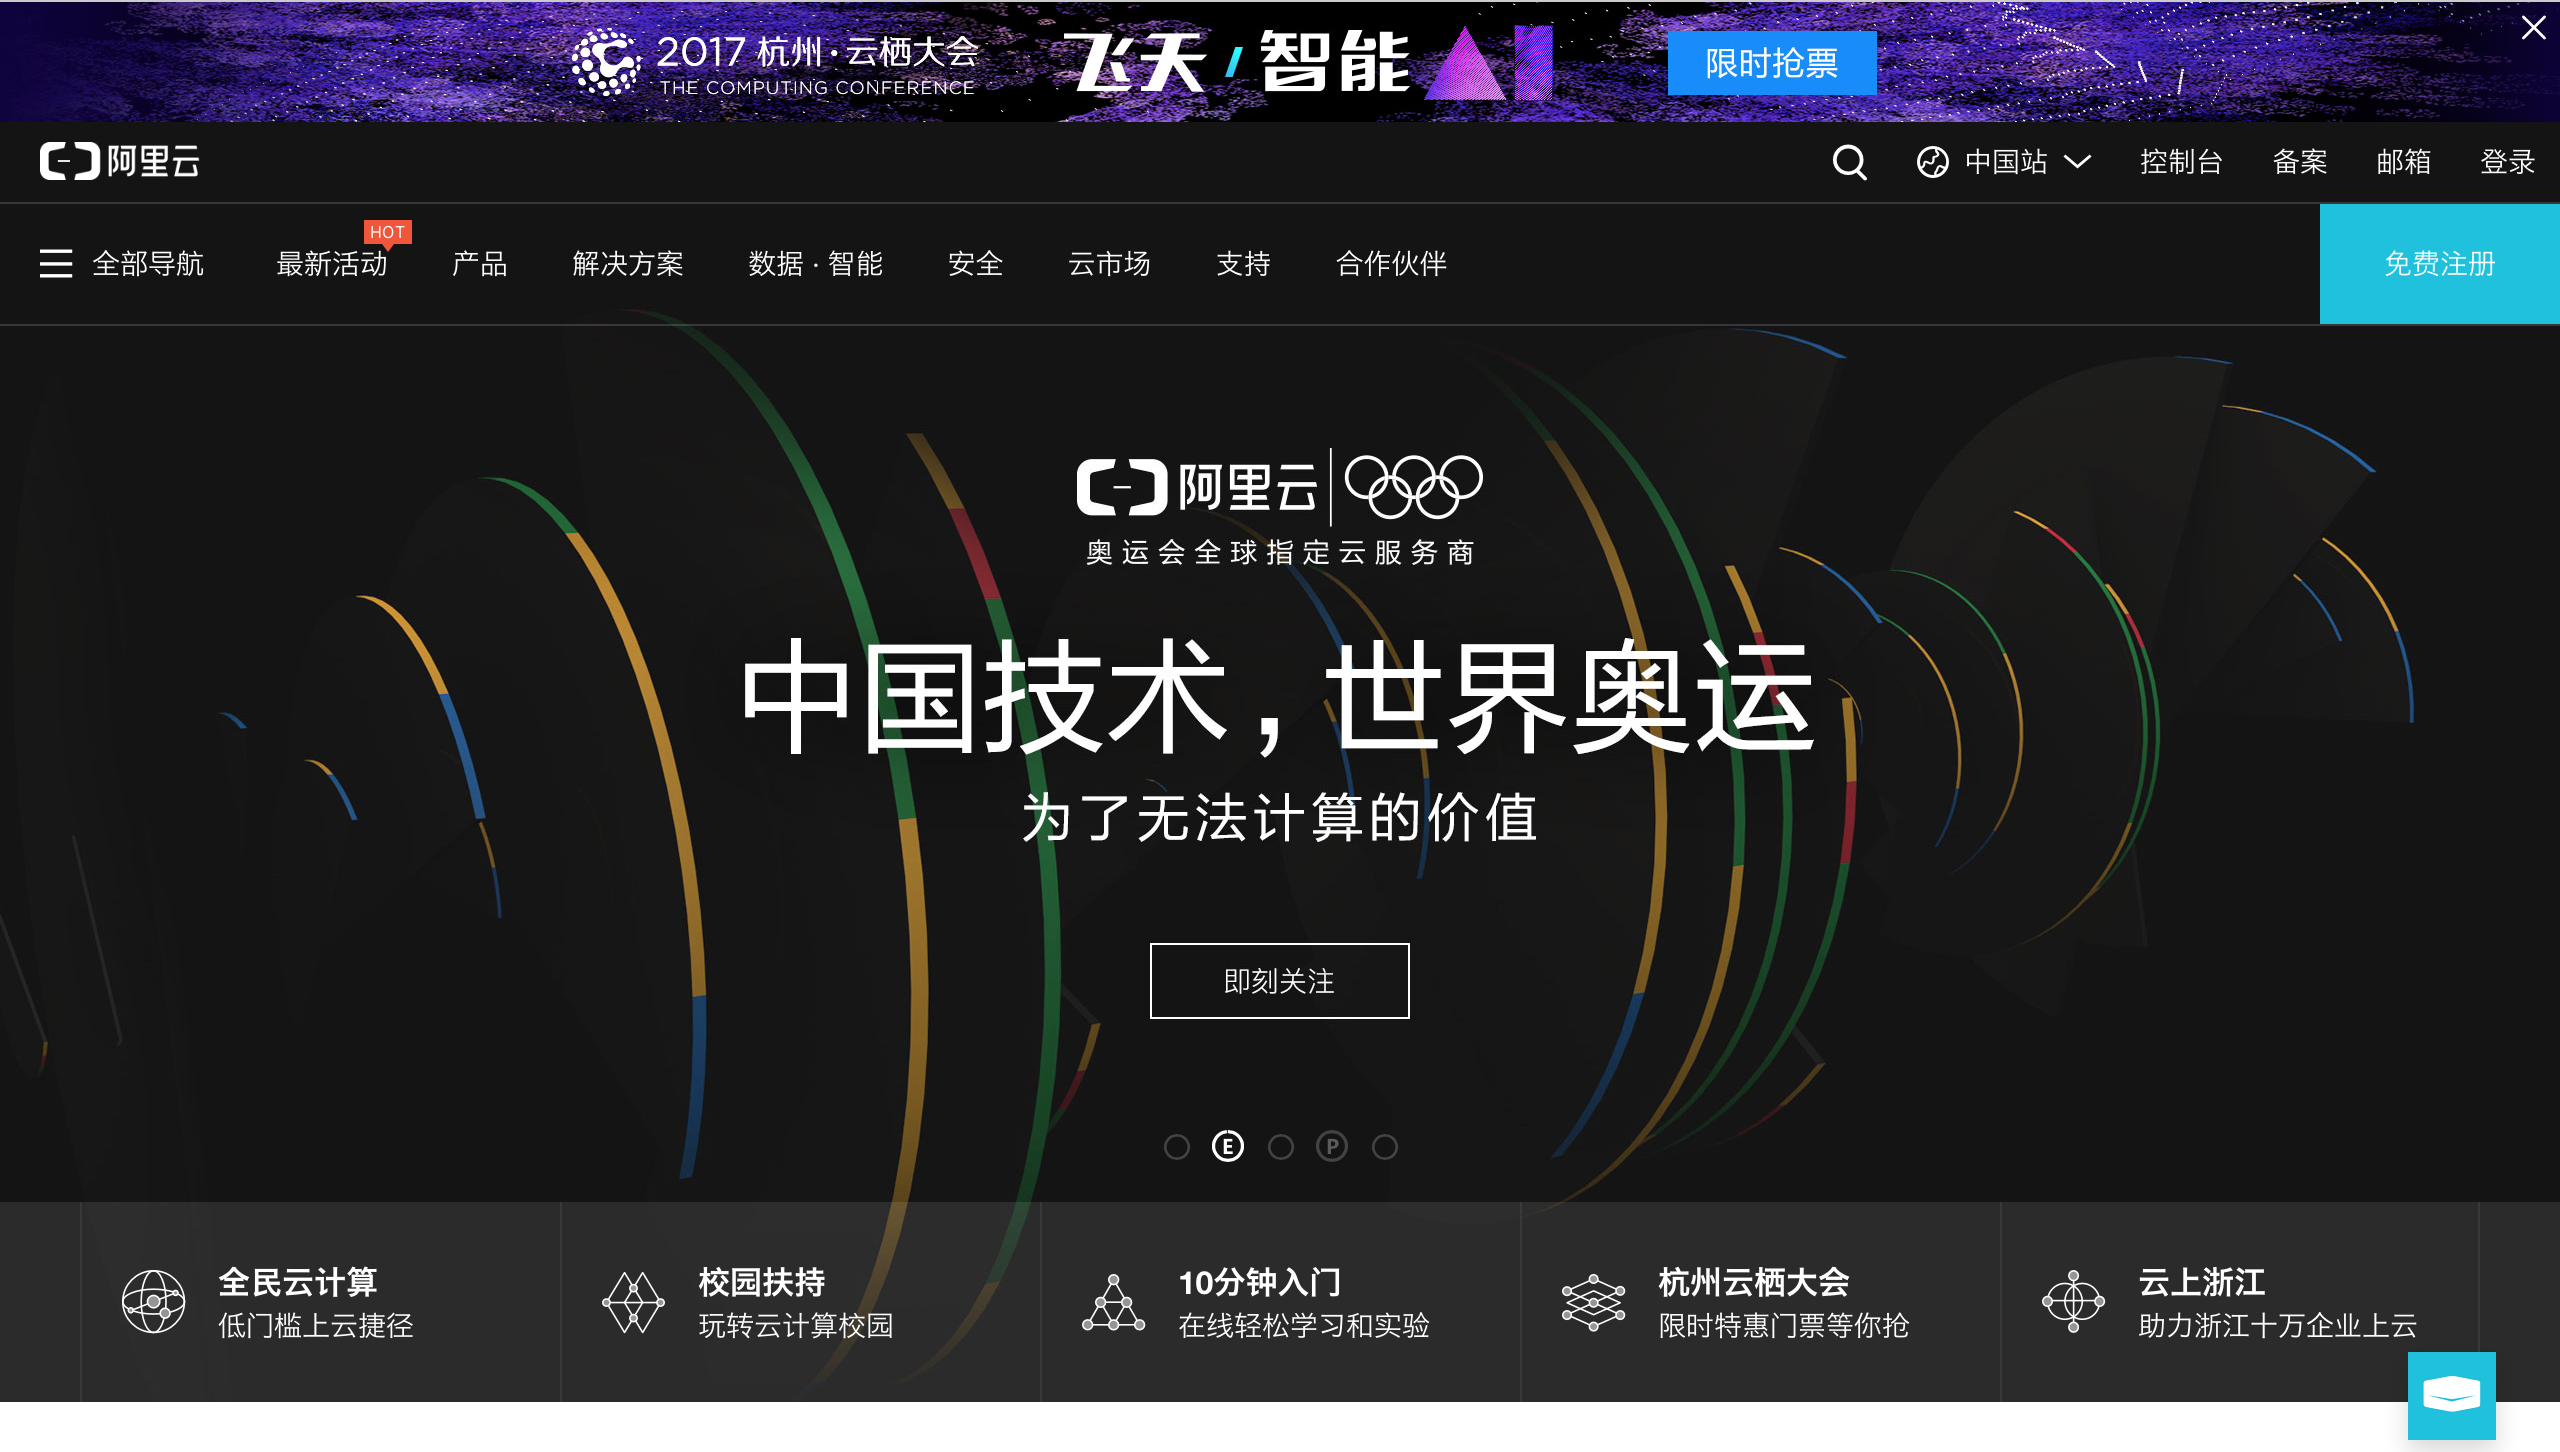 2017 杭州·云栖大会
THE COMPUTING CONFERENCE
飞天/智能 AI
限时抢票
阿里云
中国站
控制台
备案
邮箱
登录
全部导航
最新活动
HOT
产品
解决方案
数据·智能
安全
云市场
支持
合作伙伴
免费注册
阿里云
奥运会全球指定云服务商
中国技术，世界奥运
为了无法计算的价值
即刻关注
E
P
全民云计算
低门槛上云捷径
校园扶持
玩转云计算校园
10分钟入门
在线轻松学习和实验
杭州云栖大会
限时特惠门票等你抢
云上浙江
助力浙江十万企业上云